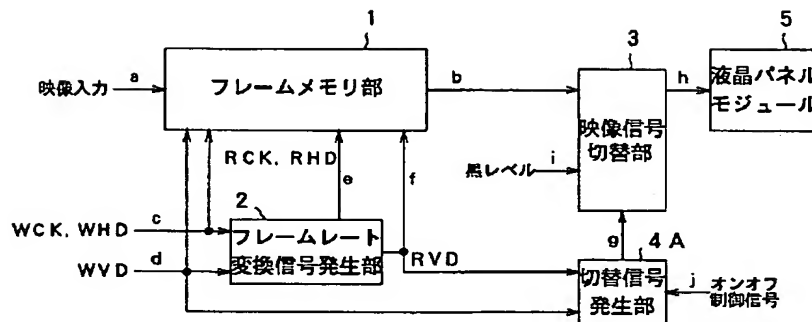 1
3
5
映像入力
a
フレームメモリ部
b
h
液晶パネル
モジュール
映像信号
切替部
黒レベル
i
RCK, RHD
e
f
WCK, WHD
c
2
フレームレート
変換信号発生部
WVD
d
RVD
g
4A
切替信号
発生部
j
オンオフ
制御信号